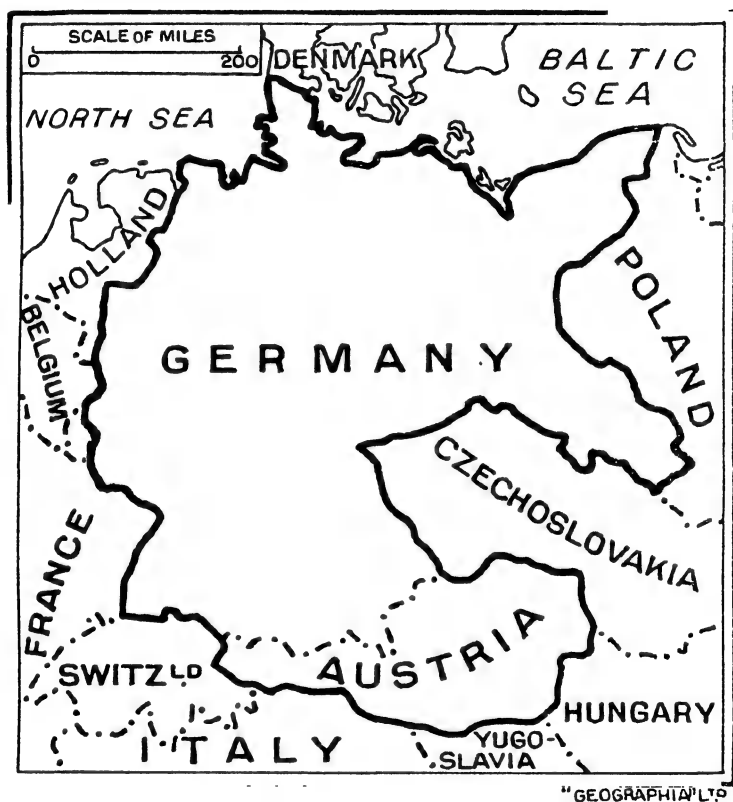 SCALE OF MILES
0 200
DENMARK
BALTIC
SEA
NORTH SEA
HOLLAND
BELGIUM
POLAND
GERMANY
CZECHOSLOVAKIA
FRANCE
AUSTRIA
SWITZLD
HUNGARY
ITALY
YUGO-
SLAVIA
"GEOGRAPHIA" LTD